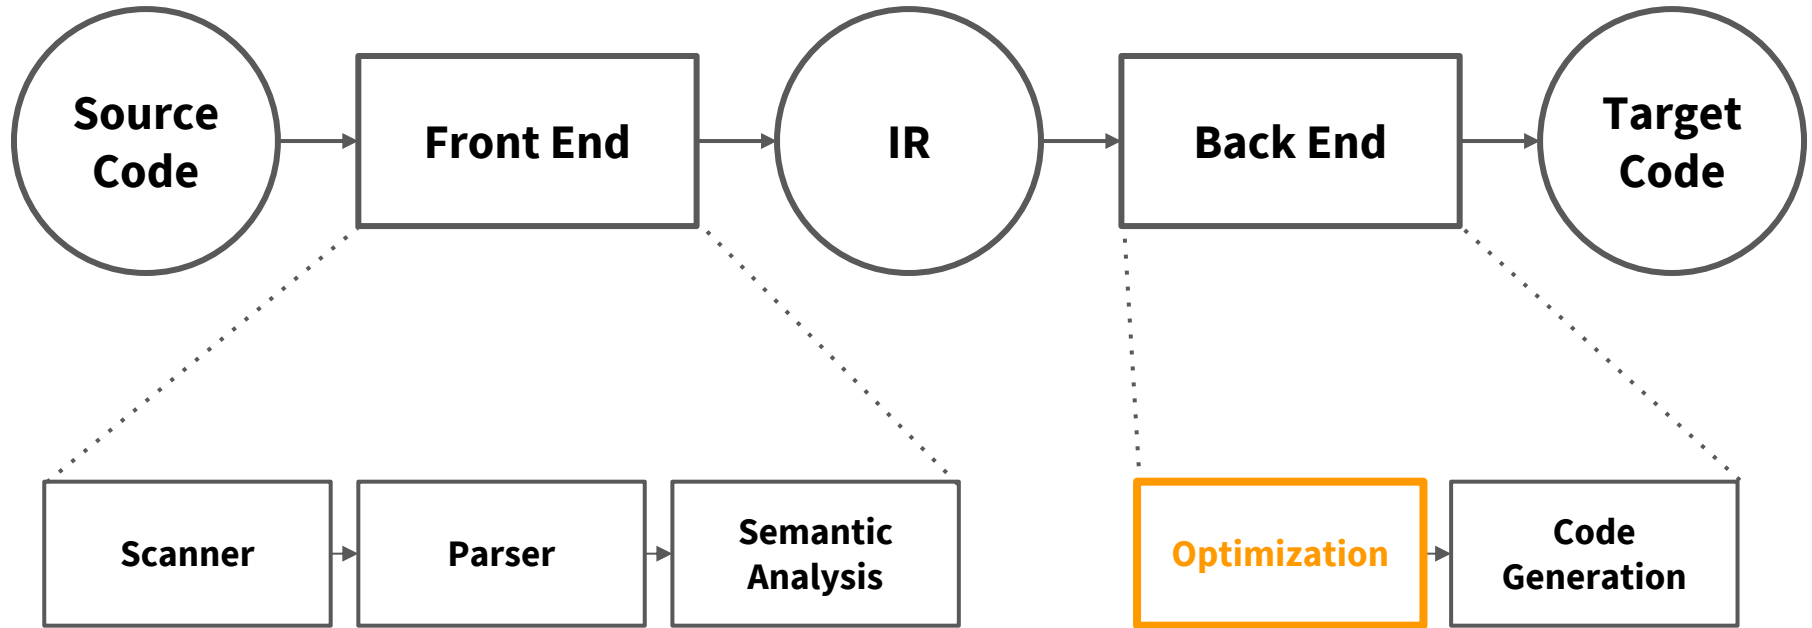 Source
Code
Front End
IR
Back End
Target
Code
Scanner
Parser
Semantic
Analysis
Optimization
Code
Generation